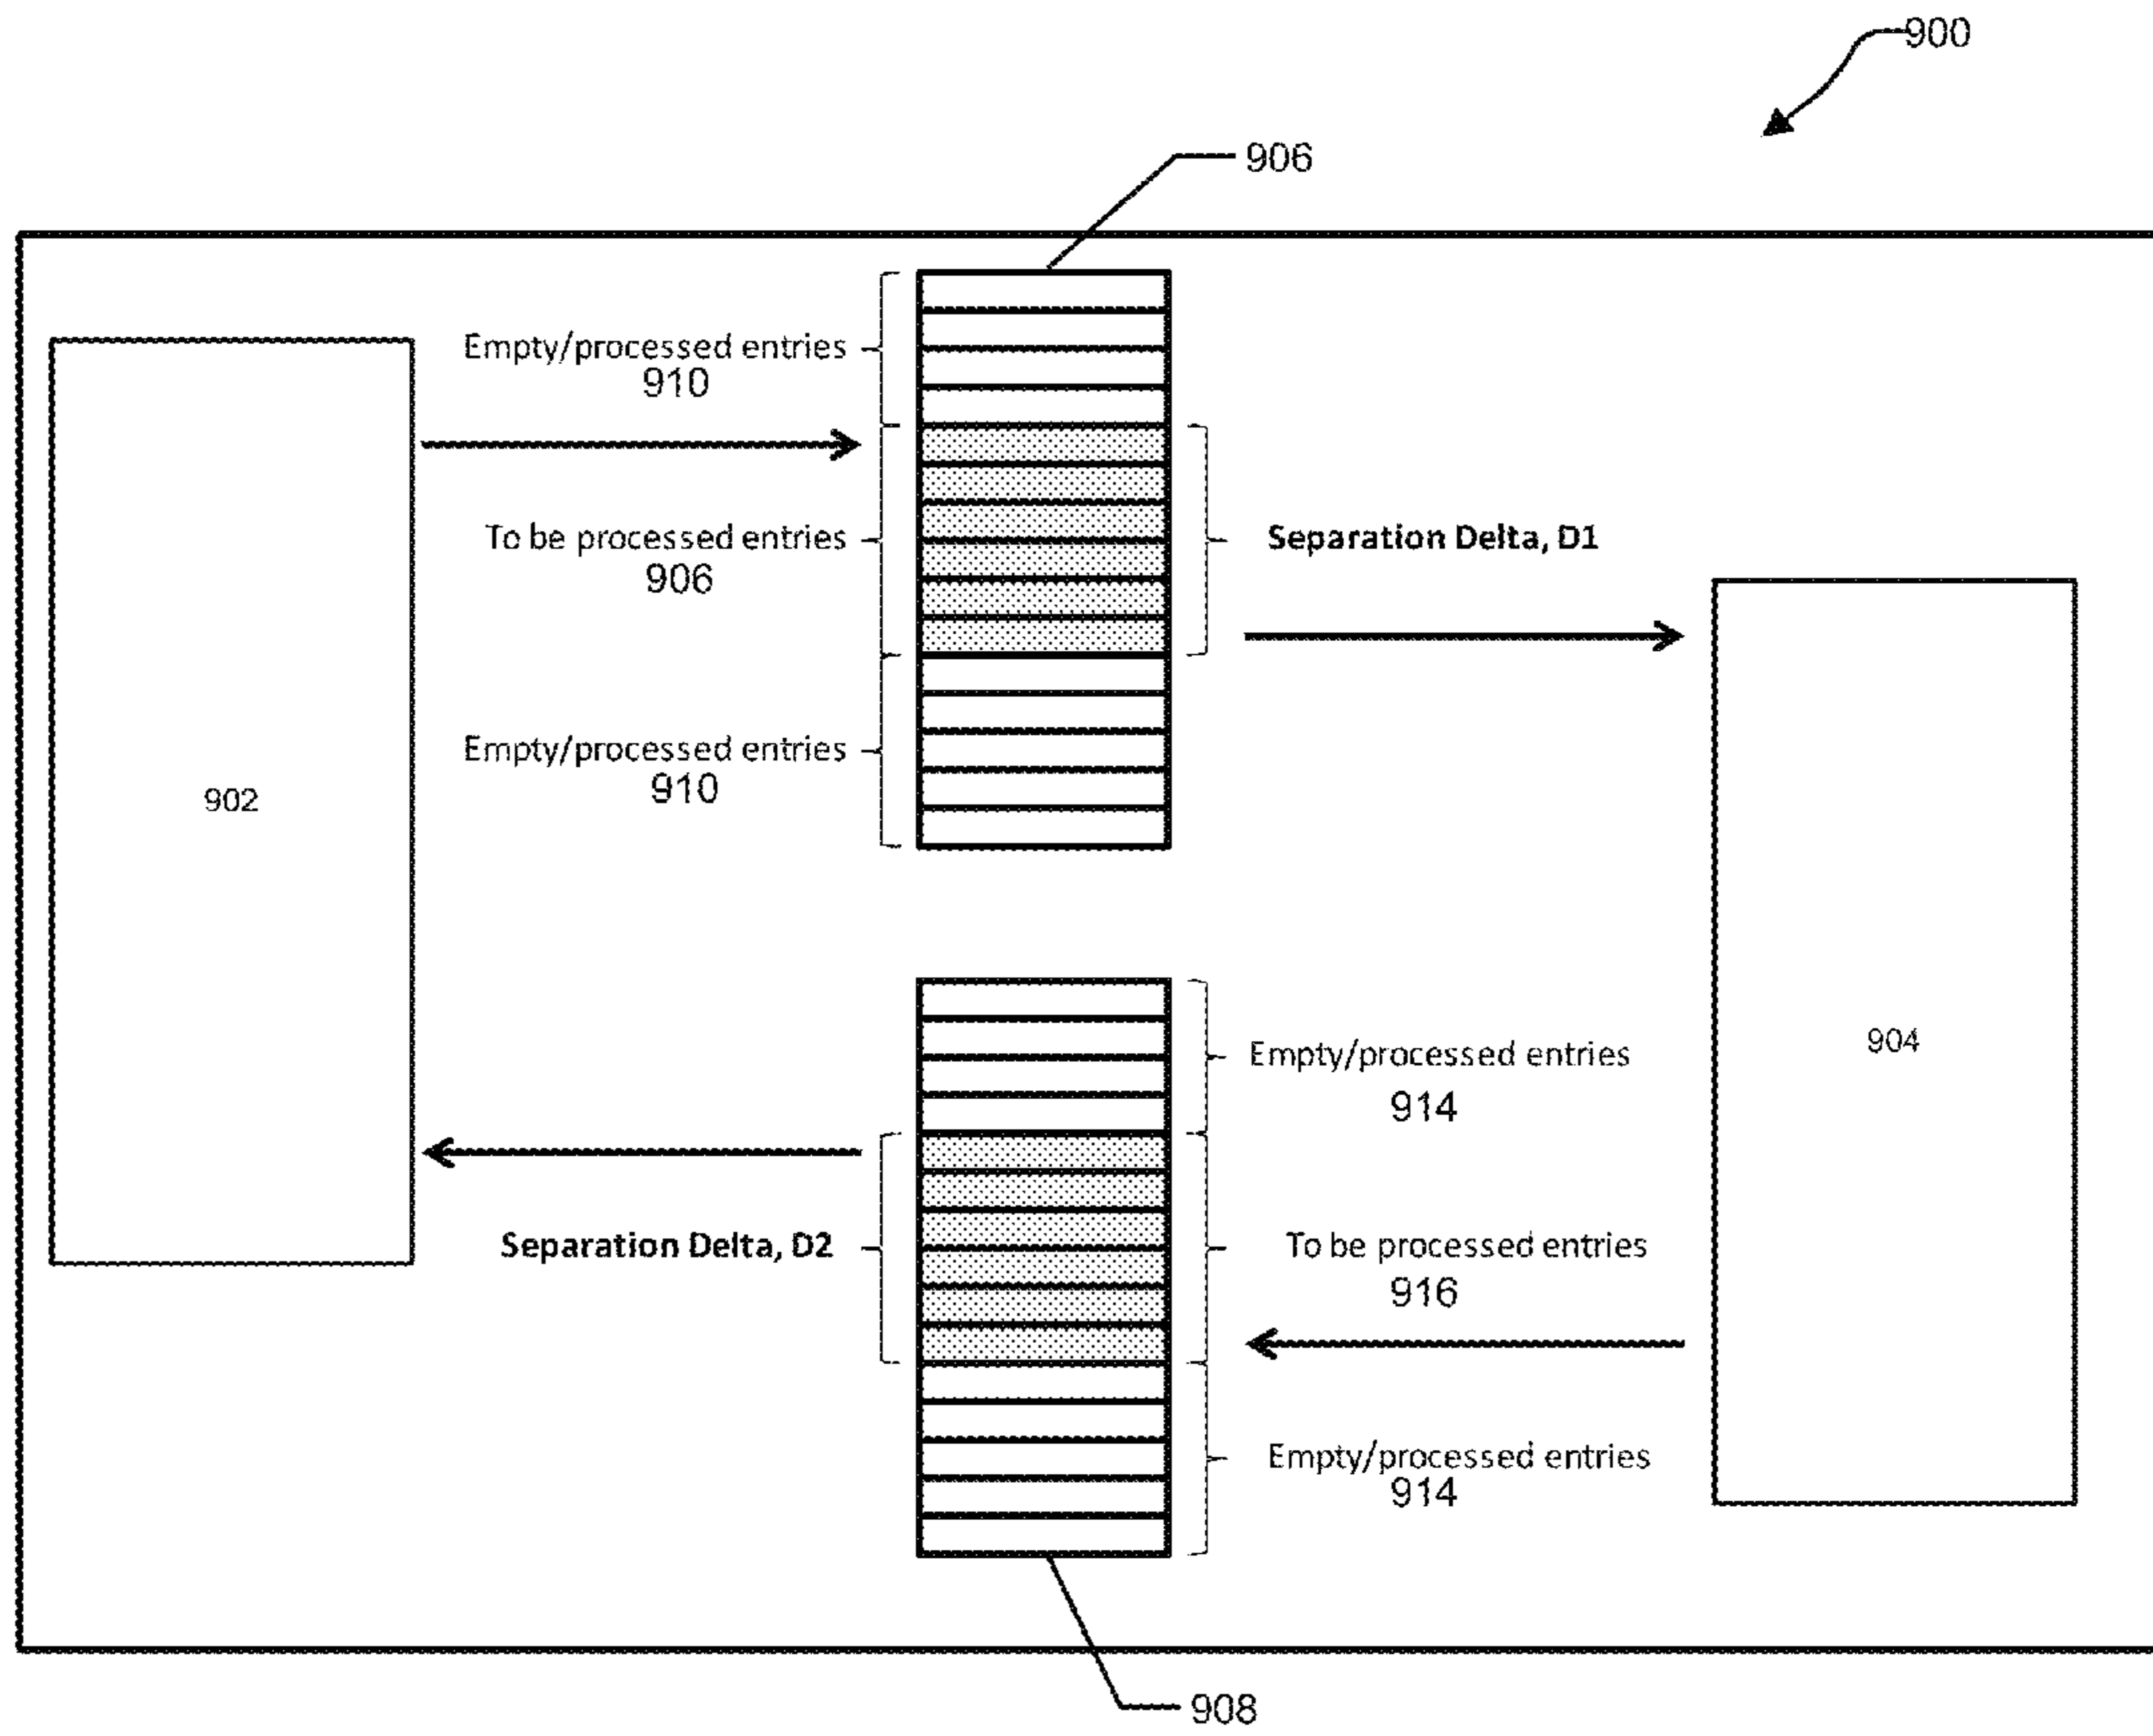 900
906
Empty/processed entries
910
To be processed entries
906
Separation Delta, D1
Empty/processed entries
910
902
904
Empty/processed entries
914
Separation Delta, D2
To be processed entries
916
Empty/processed entries
914
908